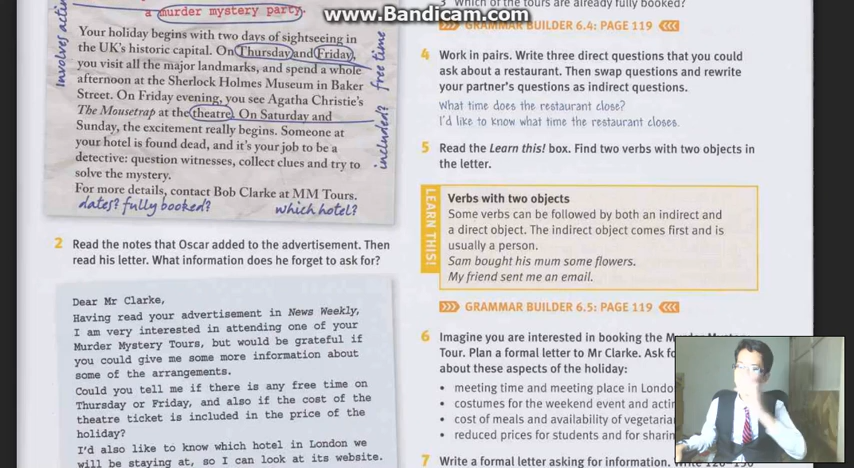 www.Bandicam.com
a murder mystery party.
Involves
Your holiday begins with two days of sightseeing in
the UK's historic capital. On Thursday and Friday,
you visit all the major landmarks, and spend a whole
afternoon at the Sherlock Holmes Museum in Baker
Street. On Friday evening, you see Agatha Christie's
The Mousetrap at the theatre. On Saturday and
Sunday, the excitement really begins. Someone at
your hotel is found dead, and it's your job to be a
detective: question witnesses, collect clues and try to
solve the mystery.
For more details, contact Bob Clarke at MM Tours.
free time
included?
dates? fully booked?
which hotel?
2 Read the notes that Oscar added to the advertisement. Then
read his letter. What information does he forget to ask for?
Dear Mr Clarke,
Having read your advertisement in News Weekly,
I am very interested in attending one of your
Murder Mystery Tours, but would be grateful if
you could give me some more information about
some of the arrangements.
Could you tell me if there is any free time on
Thursday or Friday, and also if the cost of the
theatre ticket is included in the price of the
holiday?
I'd also like to know which hotel in London we
will be staying at, so I can look at its website.
3 Which of the tours are already fully booked?
GRAMMAR BUILDER 6.4: PAGE 119
4 Work in pairs. Write three direct questions that you could
ask about a restaurant. Then swap questions and rewrite
your partner's questions as indirect questions.
What time does the restaurant close?
I'd like to know what time the restaurant closes.
5 Read the Learn this! box. Find two verbs with two objects in
the letter.
LEARN THIS!
Verbs with two objects
Some verbs can be followed by both an indirect and
a direct object. The indirect object comes first and is
usually a person.
Sam bought his mum some flowers.
My friend sent me an email.
GRAMMAR BUILDER 6.5: PAGE 119
6 Imagine you are interested in booking the
Tour. Plan a formal letter to Mr Clarke. Ask
about these aspects of the holiday:
• meeting time and meeting place in
• costumes for the weekend event and
• cost of meals and availability of
• reduced prices for students and for
7 Write a formal letter asking for information.